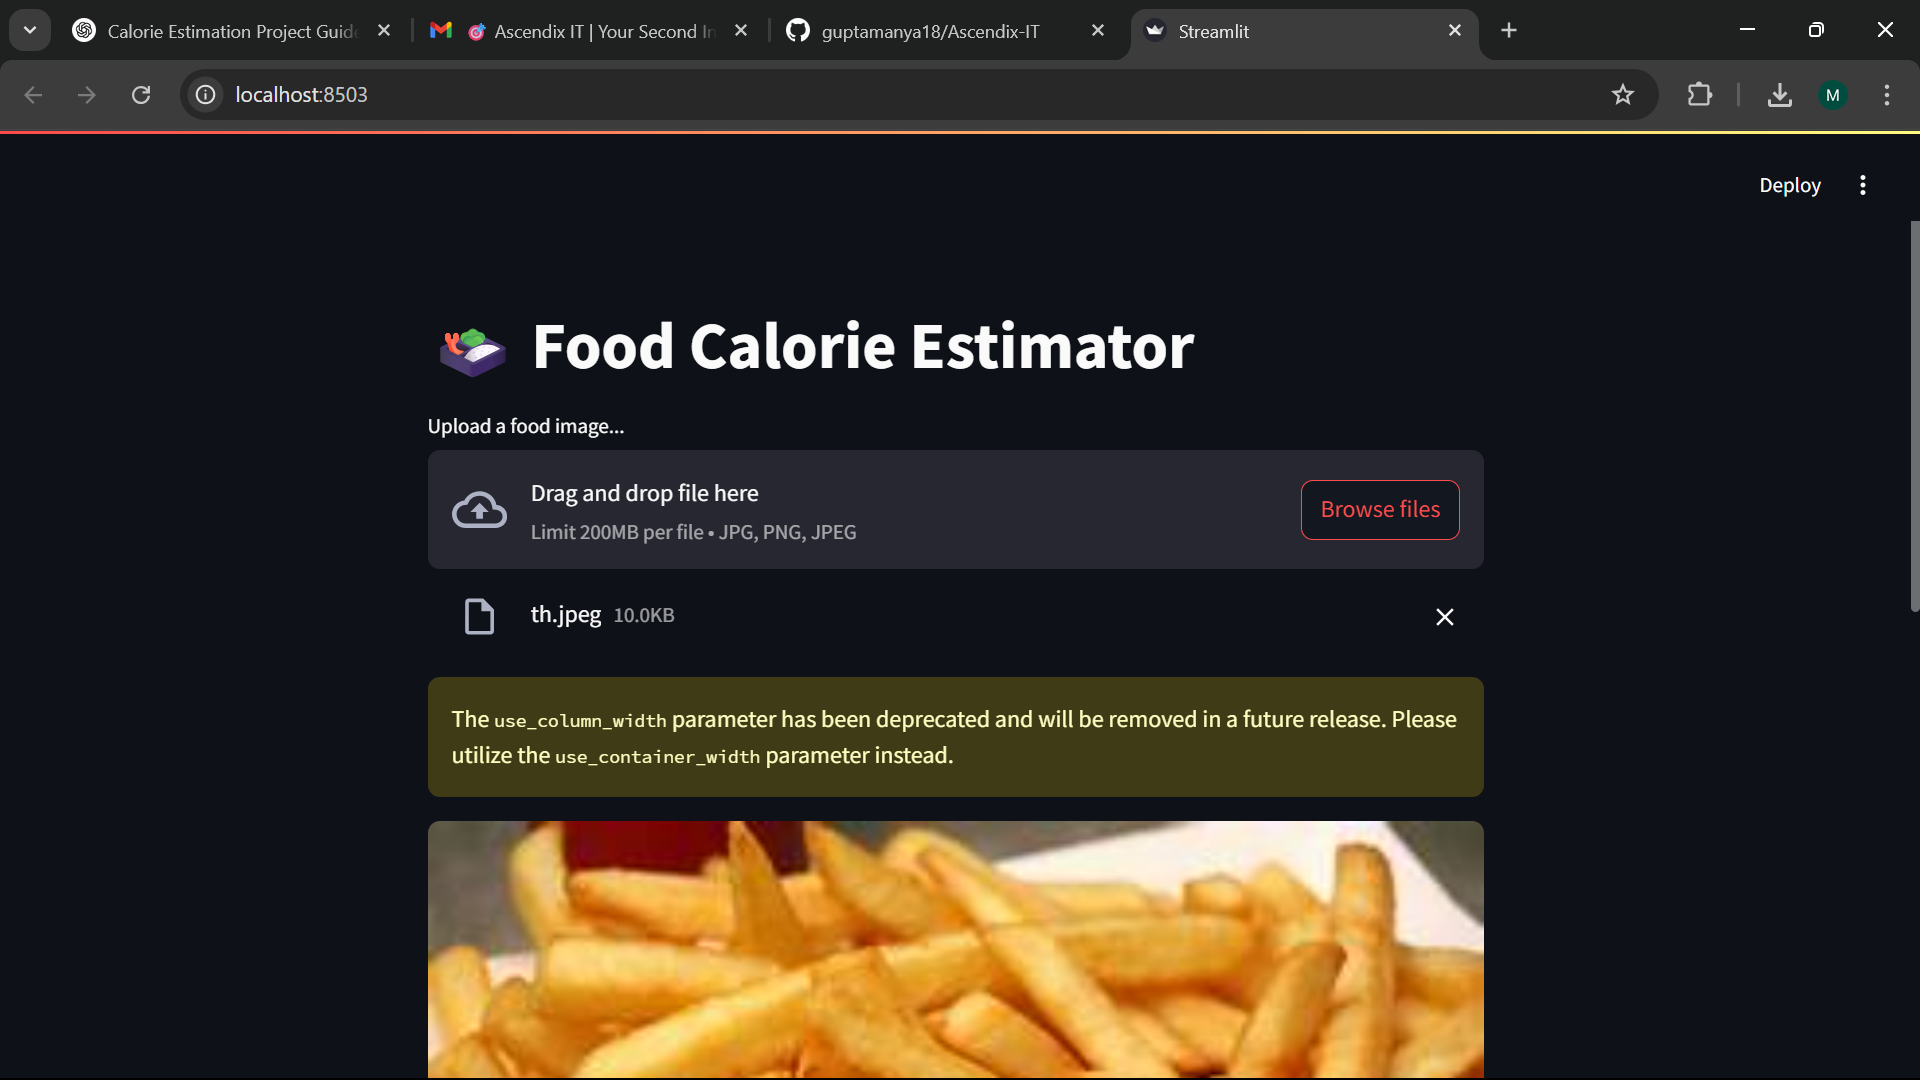 Calorie Estimation Project Guide
Ascendix IT | Your Second In
guptamanya18/Ascendix-IT
Streamlit
localhost:8503
M
Deploy
Food Calorie Estimator
Upload a food image...
Drag and drop file here
Limit 200MB per file • JPG, PNG, JPEG
Browse files
th.jpeg 10.0KB
The use_column_width parameter has been deprecated and will be removed in a future release. Please
utilize the use_container_width parameter instead.